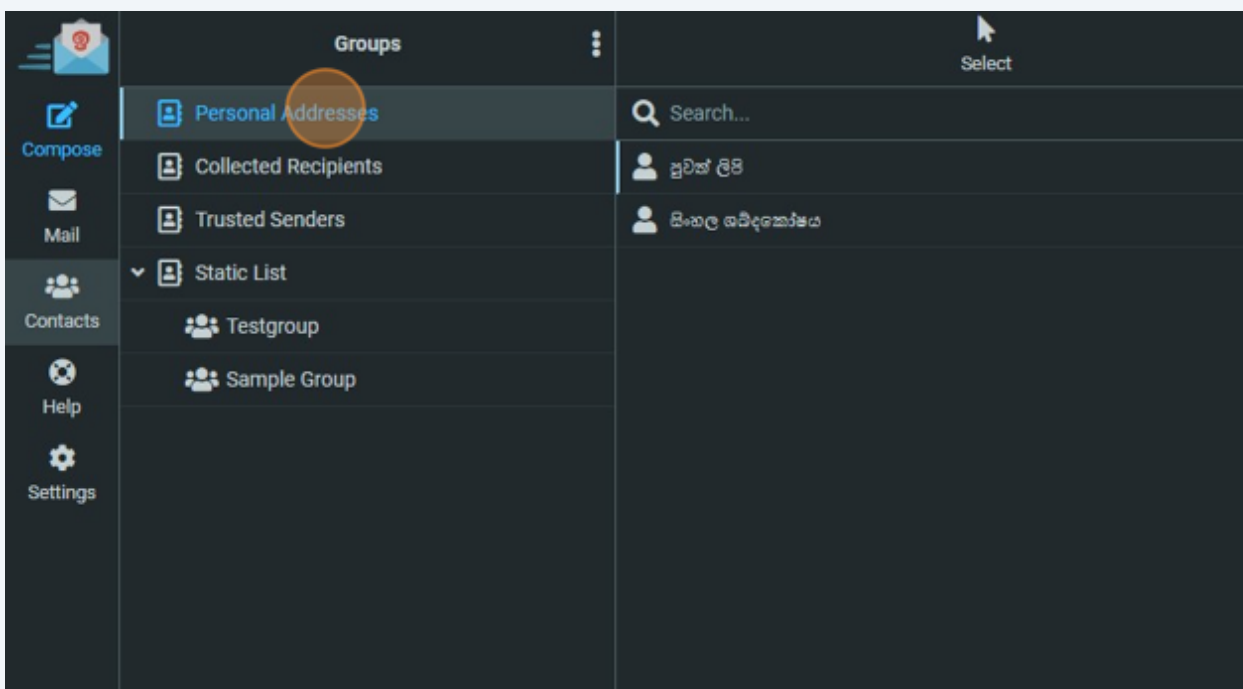 Groups
Select
Compose
Mail
Contacts
Help
Settings
Personal Addresses
Collected Recipients
Trusted Senders
Static List
Testgroup
Sample Group
Search...
පුවත් ලිපි
සිංහල ශබ්දකෝෂය